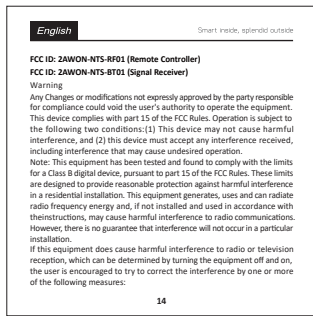 English
Smart inside, splendid outside
FCC ID: 2AWON-NTS-RF01 (Remote Controller)
FCC ID: 2AWON-NTS-BT01 (Signal Receiver)
Warning
Any Changes or modifications not expressly approved by the party responsible
for compliance could void the user's authority to operate the equipment.
This device complies with part 15 of the FCC Rules. Operation is subject to
the following two conditions:(1) This device may not cause harmful
interference, and (2) this device must accept any interference received,
including interference that may cause undesired operation.
Note: This equipment has been tested and found to comply with the limits
for a Class B digital device, pursuant to part 15 of the FCC Rules. These limits
are designed to provide reasonable protection against harmful interference
in a residential installation. This equipment generates, uses and can radiate
radio frequency energy and, if not installed and used in accordance with
theinstructions, may cause harmful interference to radio communications.
However, there is no guarantee that interference will not occur in a particular
installation.
If this equipment does cause harmful interference to radio or television
reception, which can be determined by turning the equipment off and on,
the user is encouraged to try to correct the interference by one or more
of the following measures:
14